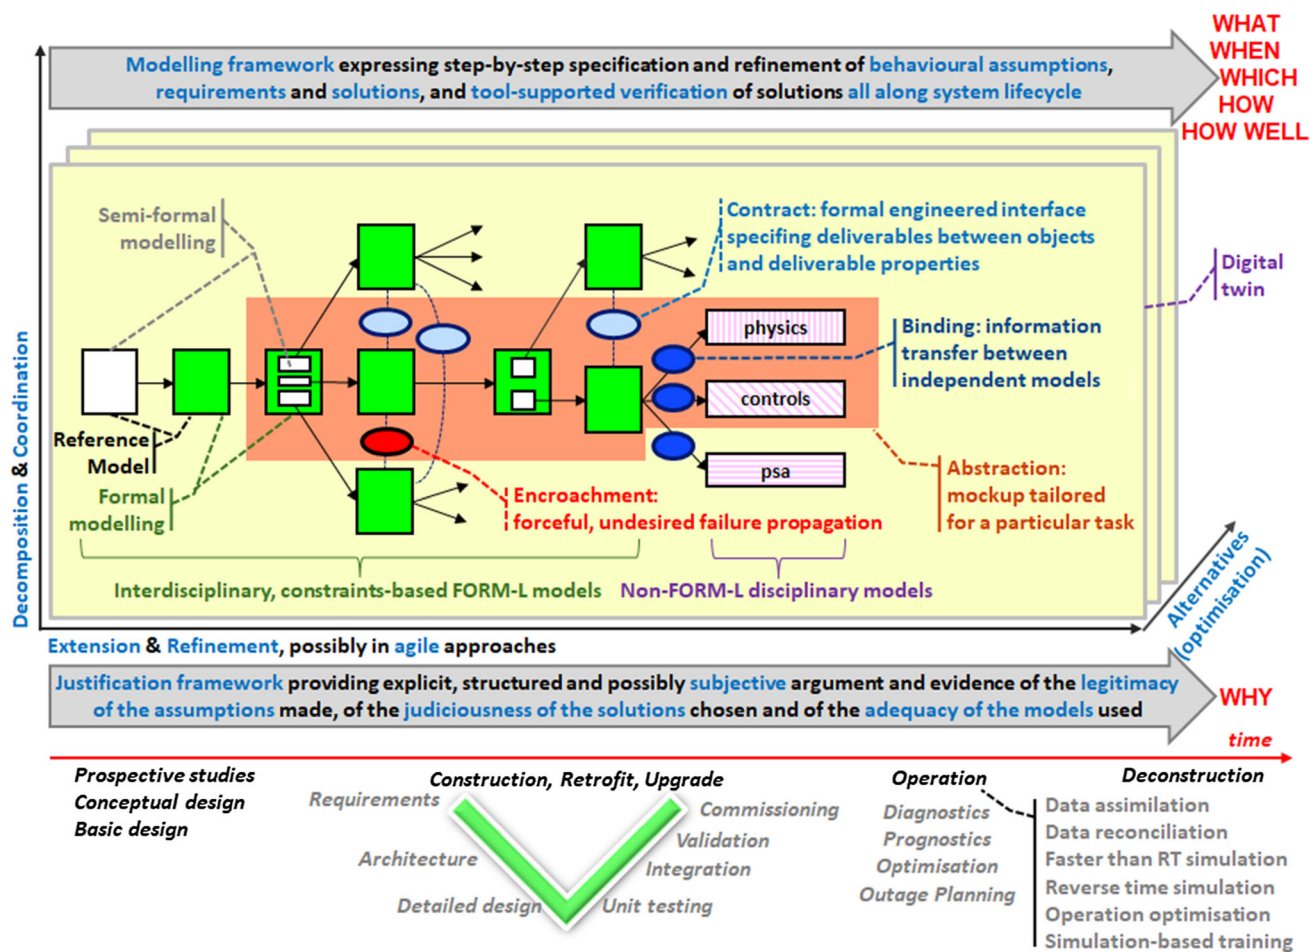 WHAT
WHEN
WHICH
HOW
HOW WELL
Modelling framework expressing step-by-step specification and refinement of behavioural assumptions,
requirements and solutions, and tool-supported verification of solutions all along system lifecycle
Decomposition & Coordination
Semi-formal
modelling
Contract: formal engineered interface
specifing deliverables between objects
and deliverable properties
Digital
twin
physics
Binding: information
transfer between
independent models
controls
Reference
Model
psa
Abstraction:
mockup tailored
for a particular task
Formal
modelling
Encroachment:
forceful, undesired failure propagation
Interdisciplinary, constraints-based FORM-L models
Non-FORM-L disciplinary models
Alternatives
(optimisation)
Extension & Refinement, possibly in agile approaches
Justification framework providing explicit, structured and possibly subjective argument and evidence of the legitimacy
of the assumptions made, of the judiciousness of the solutions chosen and of the adequacy of the models used
WHY
time
Prospective studies
Conceptual design
Basic design
Construction, Retrofit, Upgrade
Requirements
Architecture
Detailed design
Commissioning
Validation
Integration
Unit testing
Operation
Diagnostics
Prognostics
Optimisation
Outage Planning
Deconstruction
Data assimilation
Data reconciliation
Faster than RT simulation
Reverse time simulation
Operation optimisation
Simulation-based training